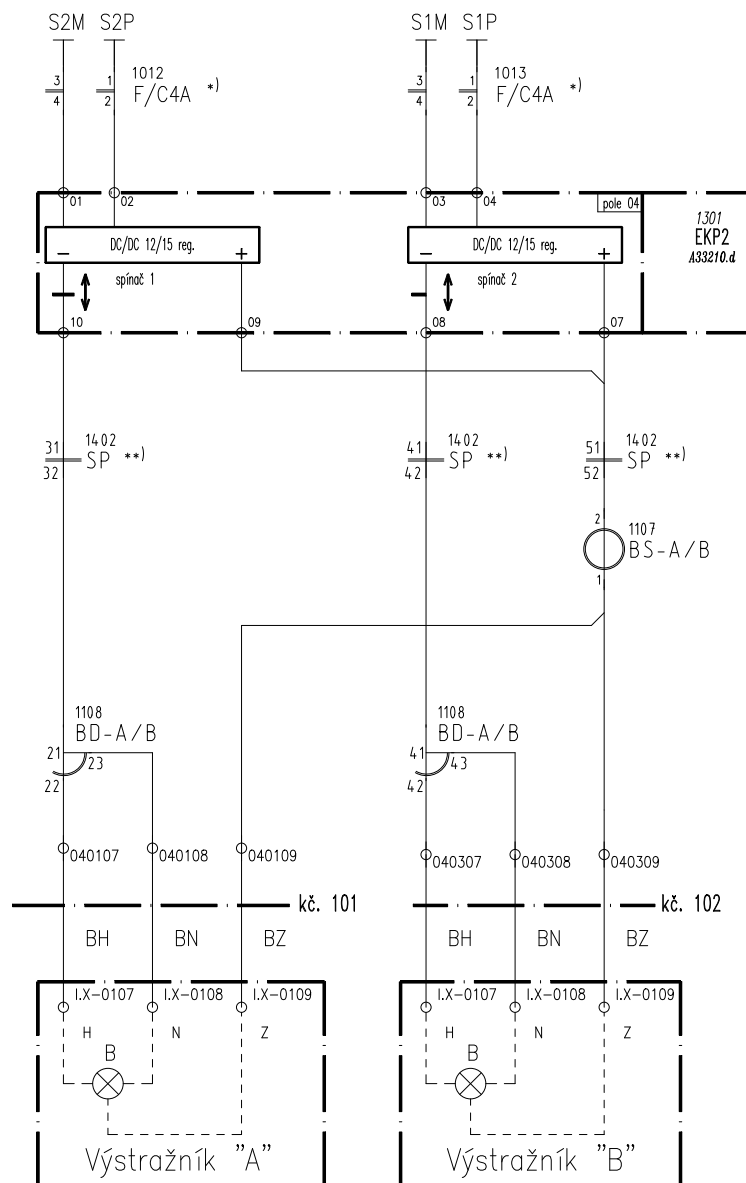 S2M S2P S1M S1P
3 1 1012 3 1 1013
4 2 F/C4A *) 4 2 F/C4A *)
01 02 03 04 pole 04
1301
EKP2
A33210.d
DC/DC 12/15 reg. DC/DC 12/15 reg.
– + – +
spínač 1 spínač 2
10 09 08 07
31 1402 41 1402 51 1402
32 SP **) 42 SP **) 52 SP **)
2 1107
BS-A/B
1
1108 1108
BD-A/B BD-A/B
21 23 41 43
22 42
040107 040108 040109 040307 040308 040309
kč. 101 kč. 102
BH BN BZ BH BN BZ
I.X-0107 I.X-0108 I.X-0109 I.X-0107 I.X-0108 I.X-0109
H N Z H N Z
B B
Výstražník "A" Výstražník "B"